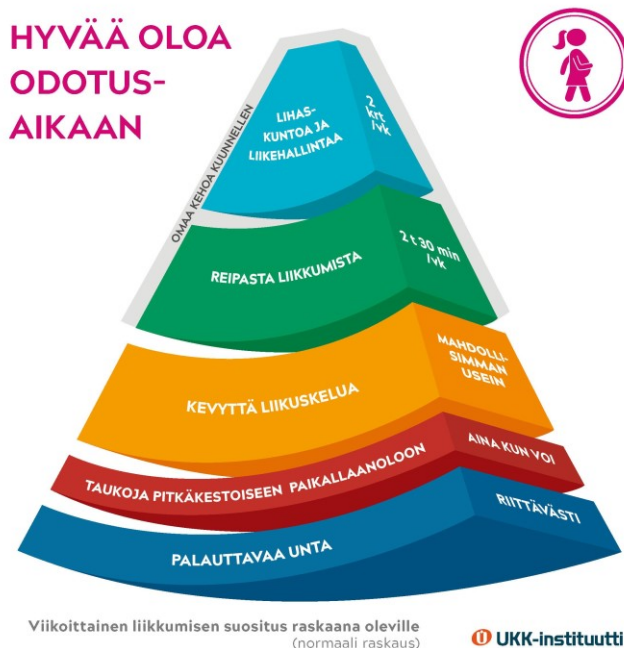 HYVÄÄ OLOA
ODOTUS-
AIKAAN
OMAA KEHOA KUUNNELLEN
LIHAS-
KUNTOA JA
LIIKEHALLINTAA
2
krt
/vk
REIPASTA LIIKKUMISTA
2 t 30 min
/vk
KEVYTTÄ LIIKUSKELUA
MAHDOLLI-
SIMMAN
USEIN
TAUKOJA PITKÄKESTOISEEN PAIKALLAANOLOON
AINA KUN VOI
PALAUTTAVAA UNTA
RIITTÄVÄSTI
Viikoittainen liikkumisen suositus raskaana oleville
(normaali raskaus)
UKK-instituutti